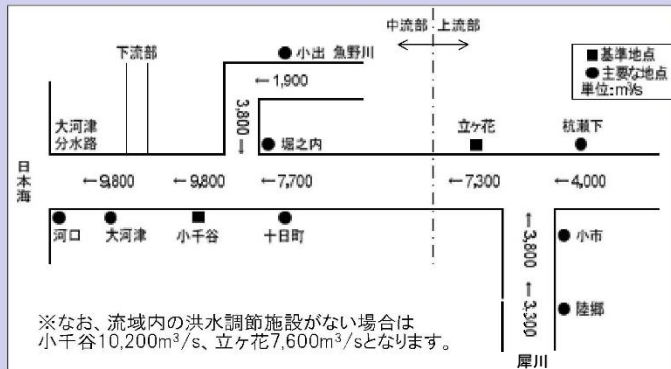 中流部 上流部
下流部
小出 魚野川
←1,900
■基準地点
●主要な地点
単位:m³/s
3,800→
大河津
分水路
堀之内
立ヶ花
杭瀬下
日本海
←9,800
←9,800
←7,700
←7,300
←4,000
河口
大河津
小千谷
十日町
←3,800
小市
←3,300
陸郷
※なお、流域内の洪水調節施設がない場合は
小千谷10,200m³/s、立ヶ花7,600m³/sとなります。
犀川